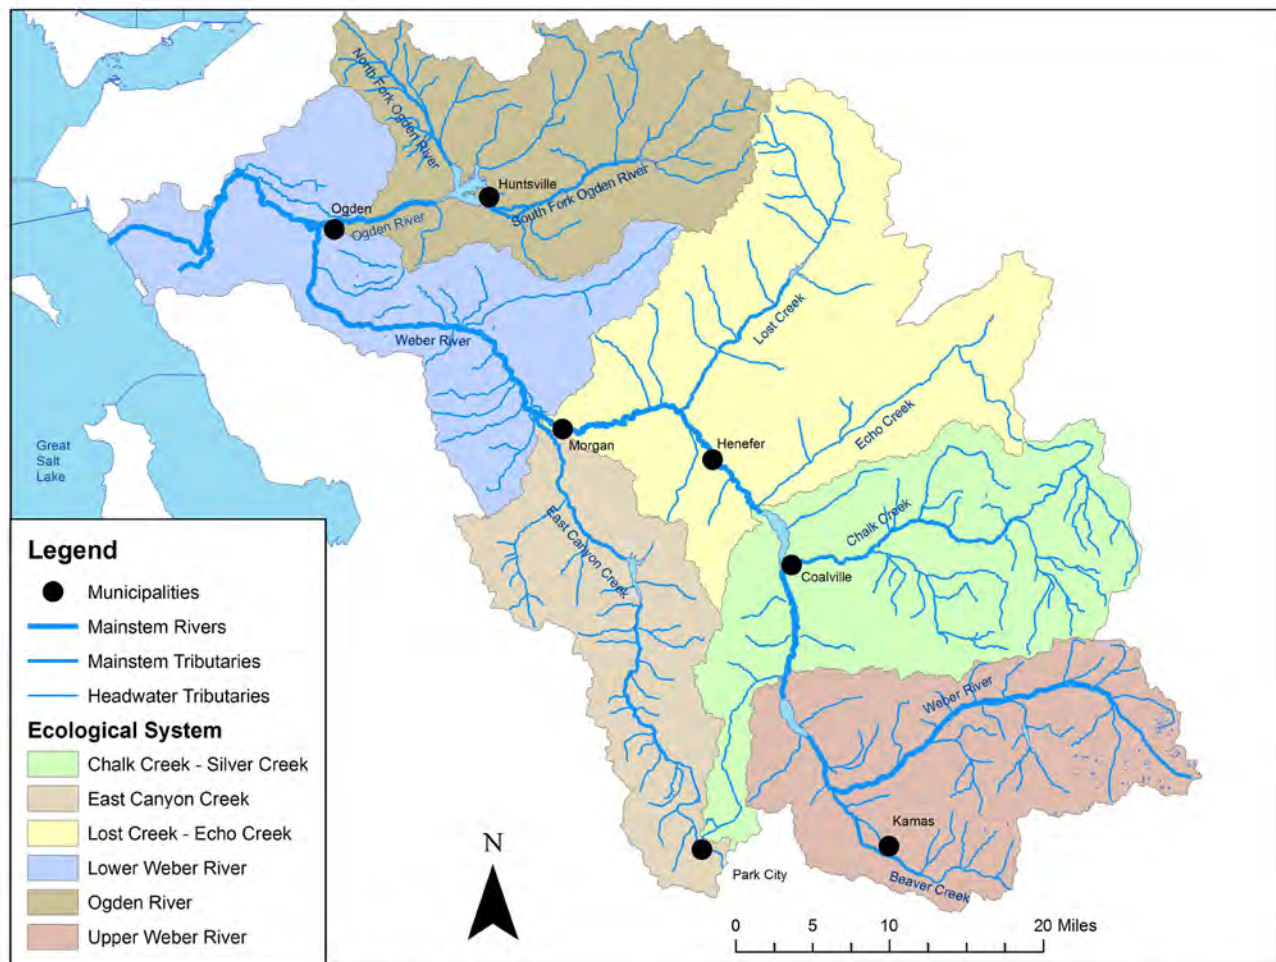 North Fork Ogden River
Huntsville
South Fork Ogden River
Ogden
Ogden River
Weber River
Lost Creek
Echo Creek
Great
Salt
Lake
Morgan
Henefer
East Canyon Creek
Chalk Creek
Coalville
Weber River
Kamas
Beaver Creek
Park City
Legend
Municipalities
Mainstem Rivers
Mainstem Tributaries
Headwater Tributaries
Ecological System
Chalk Creek - Silver Creek
East Canyon Creek
Lost Creek - Echo Creek
Lower Weber River
Ogden River
Upper Weber River
N
0 5 10 20 Miles